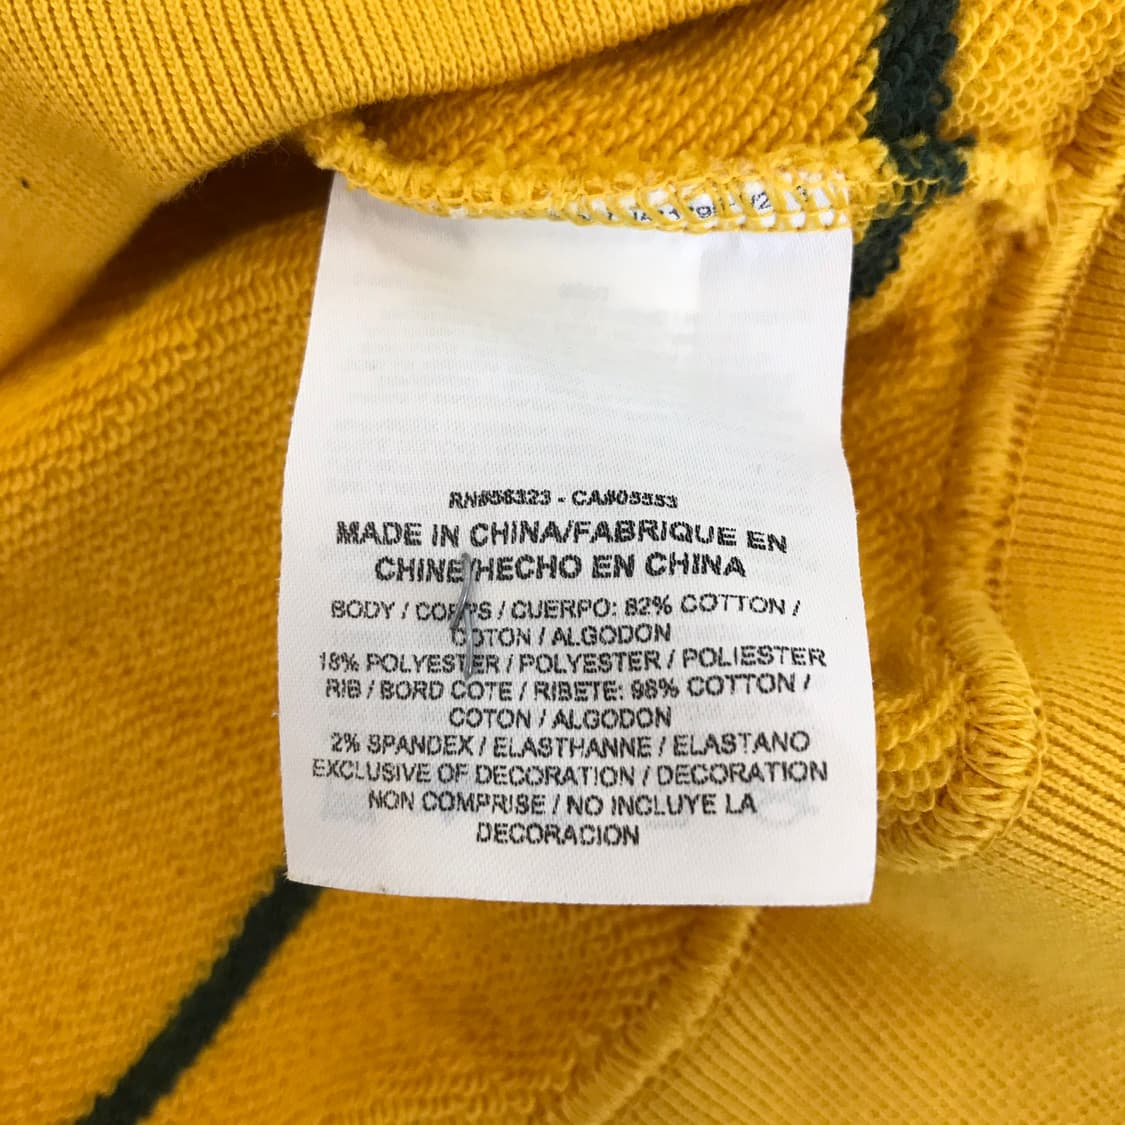 RN#56323 - CA#05553
MADE IN CHINA/FABRIQUE EN
CHINE/HECHO EN CHINA
BODY / CORPS / CUERPO: 82% COTTON /
COTON / ALGODON
18% POLYESTER / POLYESTER / POLIESTER
RIB / BORD COTE / RIBETE: 98% COTTON /
COTON / ALGODON
2% SPANDEX / ELASTHANNE / ELASTANO
EXCLUSIVE OF DECORATION / DECORATION
NON COMPRISE / NO INCLUYE LA
DECORACION